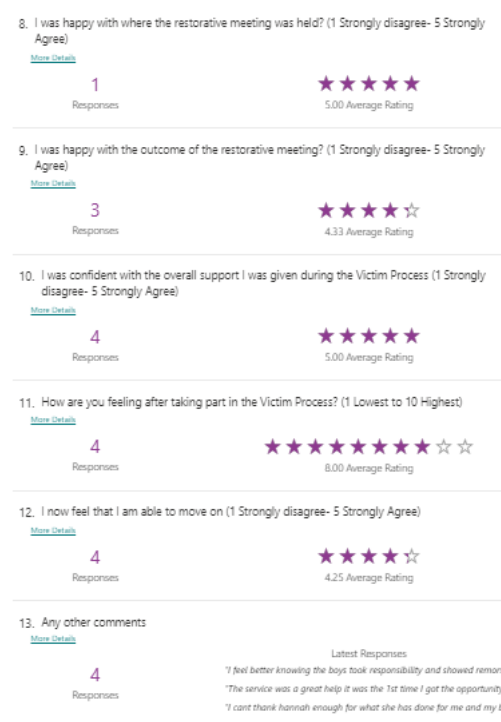 8. I was happy with where the restorative meeting was held? (1 Strongly disagree- 5 Strongly
Agree)
More Details
1
Responses
5.00 Average Rating
9. I was happy with the outcome of the restorative meeting? (1 Strongly disagree- 5 Strongly
Agree)
More Details
3
Responses
4.33 Average Rating
10. I was confident with the overall support I was given during the Victim Process (1 Strongly
disagree- 5 Strongly Agree)
More Details
4
Responses
5.00 Average Rating
11. How are you feeling after taking part in the Victim Process? (1 Lowest to 10 Highest)
More Details
4
Responses
8.00 Average Rating
12. I now feel that I am able to move on (1 Strongly disagree- 5 Strongly Agree)
More Details
4
Responses
4.25 Average Rating
13. Any other comments
More Details
4
Responses
Latest Responses
"I feel better knowing the boys took responsibility and showed remor
"The service was a great help it was the 1st time I got the opportunity
"I cant thank hannah enough for what she has done for me and my